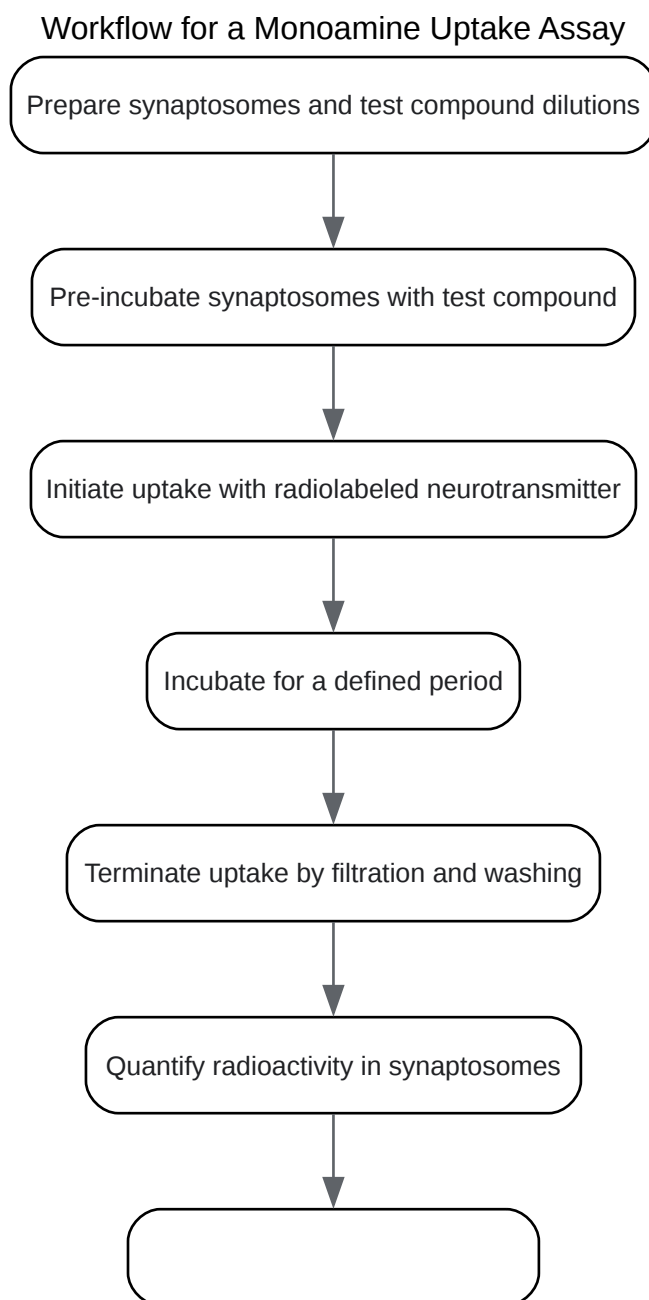 Workflow for a Monoamine Uptake Assay
Prepare synaptosomes and test compound dilutions
Pre-incubate synaptosomes with test compound
Initiate uptake with radiolabeled neurotransmitter
Incubate for a defined period
Terminate uptake by filtration and washing
Quantify radioactivity in synaptosomes